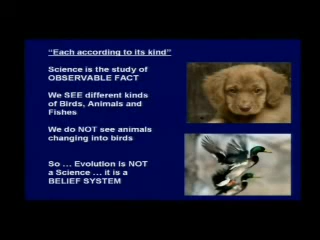 "Each according to its kind"
Science is the study of
OBSERVABLE FACT
We SEE different kinds
of Birds, Animals and
Fishes
We do NOT see animals
changing into birds
So ... Evolution is NOT
a Science ... it is a
BELIEF SYSTEM